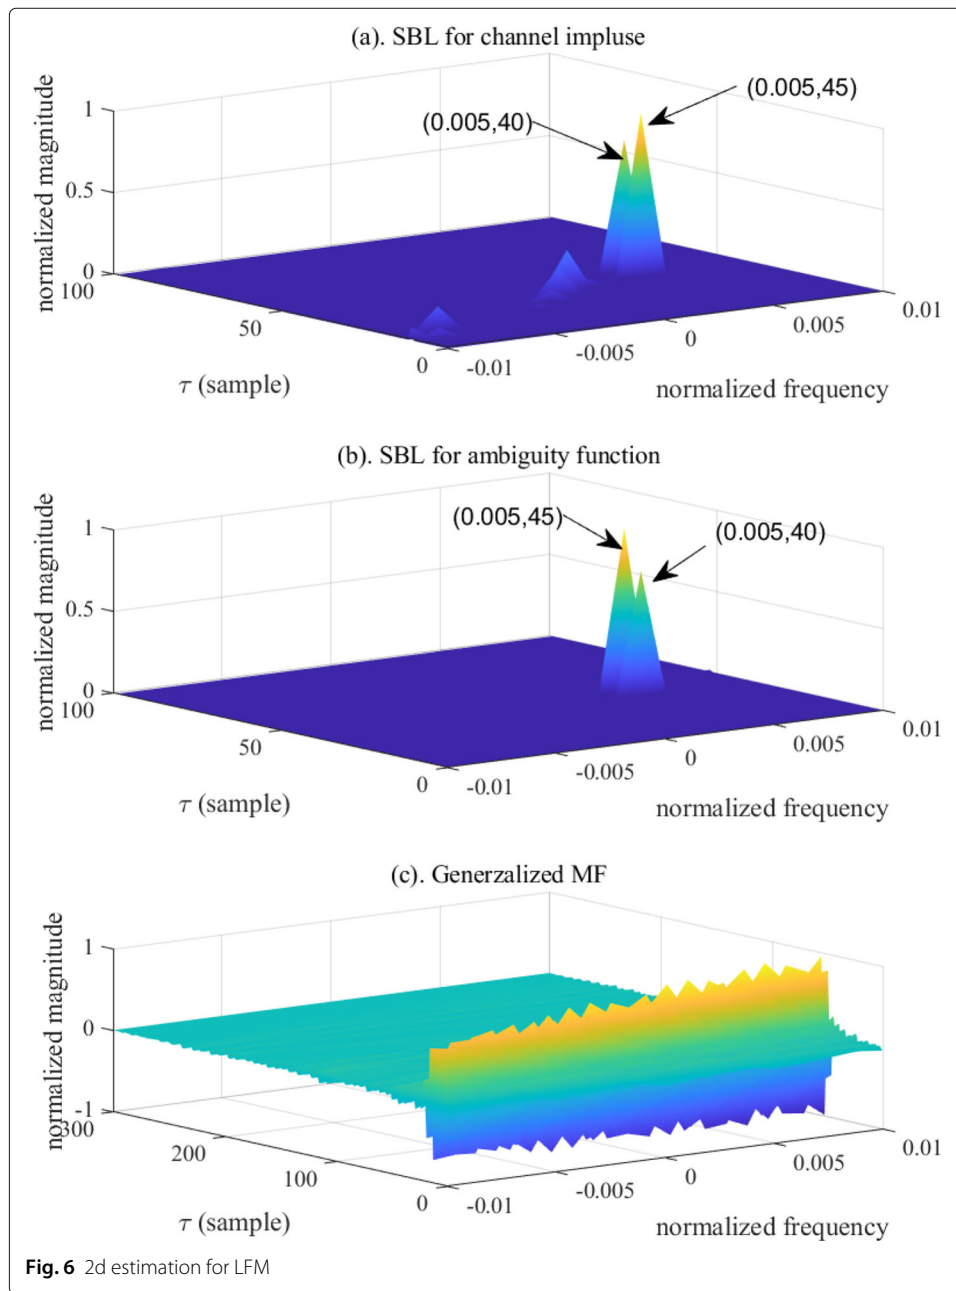 (a). SBL for channel impluse
normalized magnitude
1
0.5
0
100
50
0
τ (sample)
-0.01
-0.005
0
0.005
0.01
normalized frequency
(0.005,40)
(0.005,45)
(b). SBL for ambiguity function
normalized magnitude
1
0.5
0
100
50
0
τ (sample)
-0.01
-0.005
0
0.005
0.01
normalized frequency
(0.005,45)
(0.005,40)
(c). Generzalized MF
normalized magnitude
1
0
-1
300
200
100
0
τ (sample)
-0.01
-0.005
0
0.005
0.01
normalized frequency
Fig. 6 2d estimation for LFM